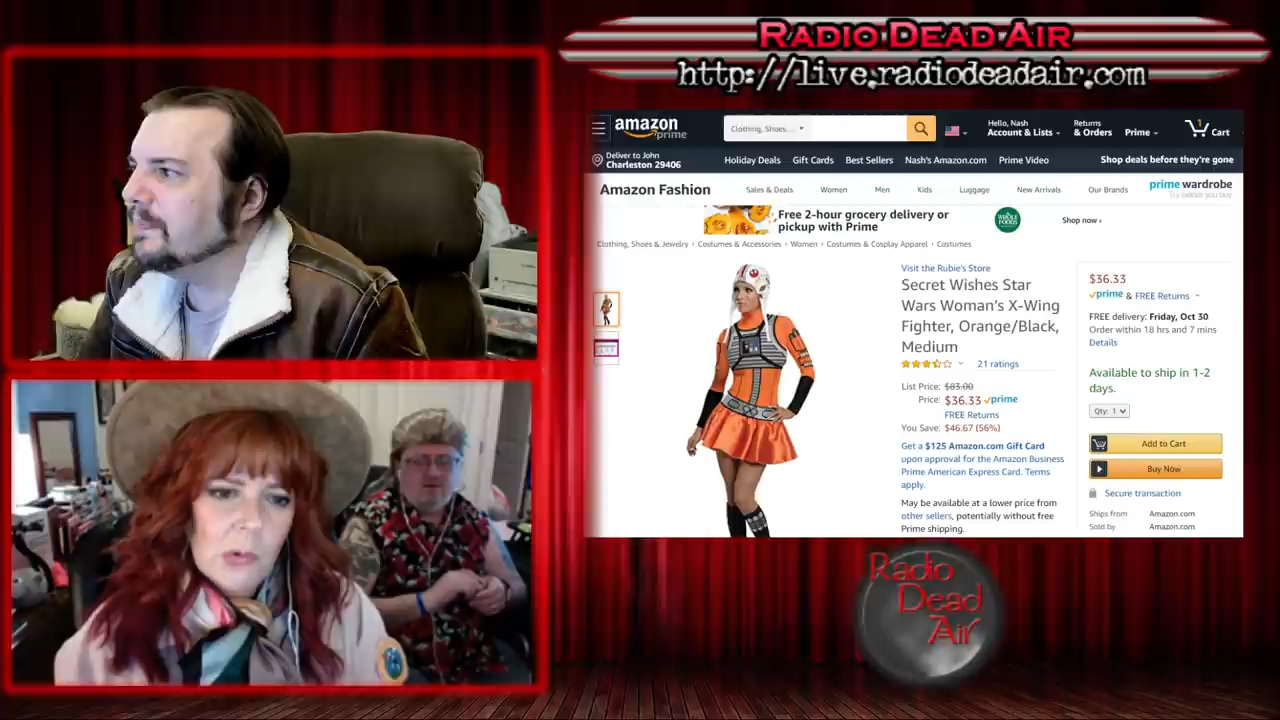 RADIO DEAD AIR
http://live.radiodeadair.com
amazon
prime
Clothing, Shoes...
Hello, Nash
Account & Lists
Returns
& Orders
Prime
1
Cart
Deliver to John
Charleston 29406
Holiday Deals
Gift Cards
Best Sellers
Nash's Amazon.com
Prime Video
Shop deals before they're gone
Amazon Fashion
Sales & Deals
Women
Men
Kids
Luggage
New Arrivals
Our Brands
prime wardrobe
Try before you buy
Free 2-hour grocery delivery or
pickup with Prime
WHOLE
FOODS
Shop now ›
Clothing, Shoes & Jewelry › Costumes & Accessories › Women › Costumes & Cosplay Apparel › Costumes
Visit the Rubie's Store
Secret Wishes Star
Wars Woman's X-Wing
Fighter, Orange/Black,
Medium
21 ratings
List Price: $83.00
Price: $36.33 prime
FREE Returns
You Save: $46.67 (56%)
Get a $125 Amazon.com Gift Card
upon approval for the Amazon Business
Prime American Express Card. Terms
apply.
May be available at a lower price from
other sellers, potentially without free
Prime shipping.
$36.33
prime & FREE Returns
FREE delivery: Friday, Oct 30
Order within 18 hrs and 7 mins
Details
Available to ship in 1-2
days.
Qty: 1
Add to Cart
Buy Now
Secure transaction
Ships from Amazon.com
Sold by Amazon.com
Radio
Dead
Air